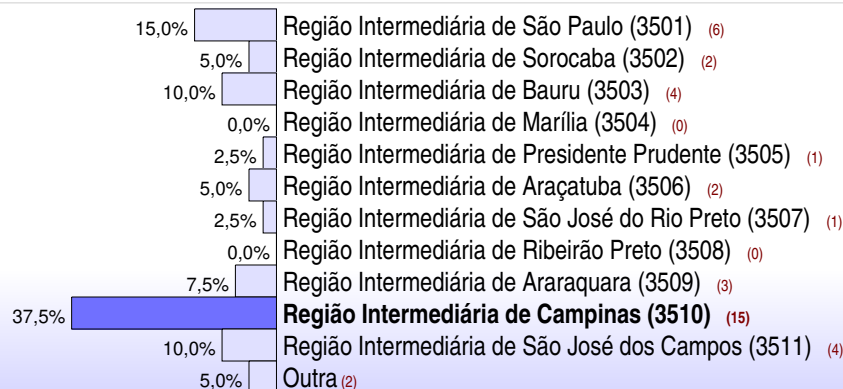 15,0% Região Intermediária de São Paulo (3501) (6)
5,0% Região Intermediária de Sorocaba (3502) (2)
10,0% Região Intermediária de Bauru (3503) (4)
0,0% Região Intermediária de Marília (3504) (0)
2,5% Região Intermediária de Presidente Prudente (3505) (1)
5,0% Região Intermediária de Araçatuba (3506) (2)
2,5% Região Intermediária de São José do Rio Preto (3507) (1)
0,0% Região Intermediária de Ribeirão Preto (3508) (0)
7,5% Região Intermediária de Araraquara (3509) (3)
37,5% Região Intermediária de Campinas (3510) (15)
10,0% Região Intermediária de São José dos Campos (3511) (4)
5,0% Outra (2)